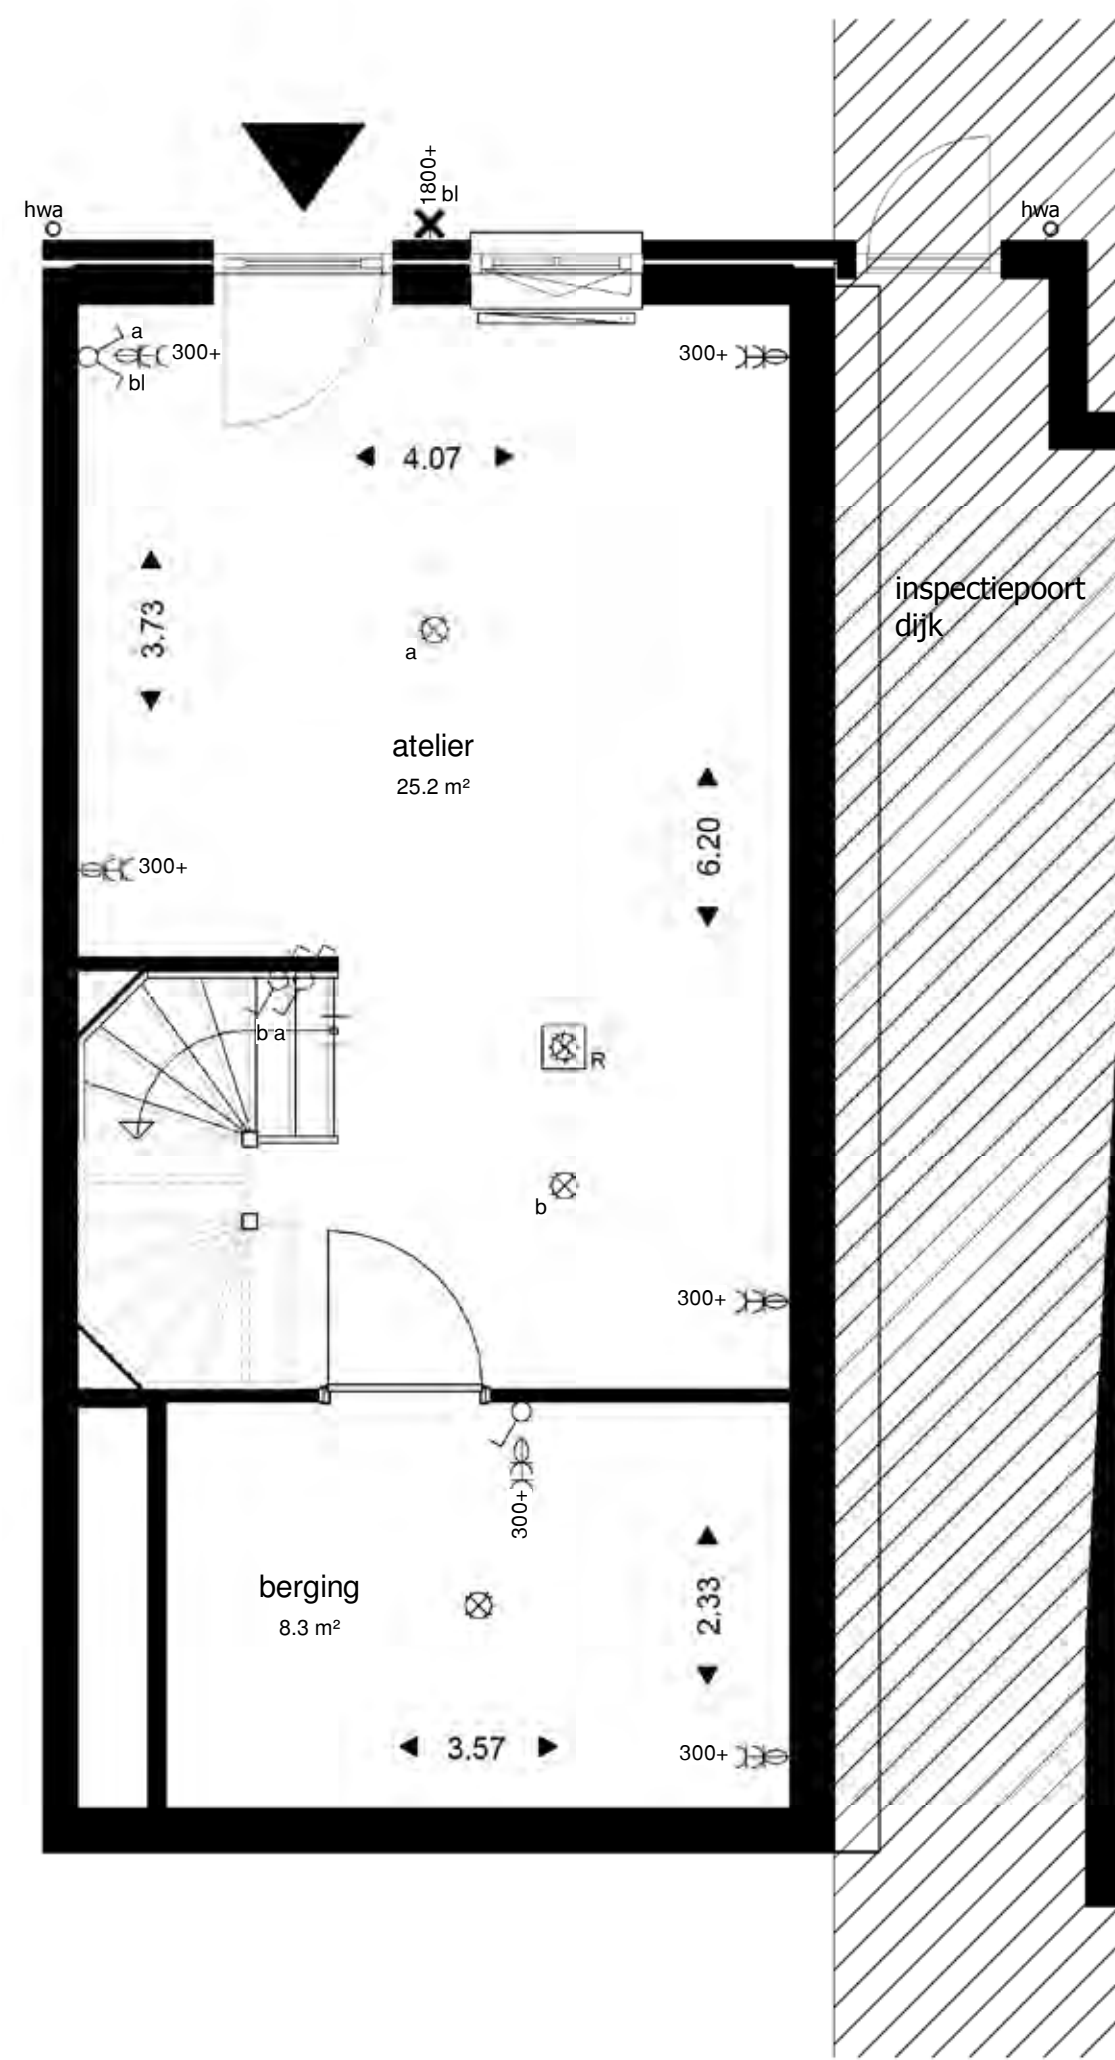 1800+
bl
hwa
hwa
a
300+
bl
300+
4.07
3.73
inspectiepoort
dijk
a
atelier
25.2 m²
6.20
300+
b a
R
b
300+
300+
berging
8.3 m²
2.33
3.57
300+